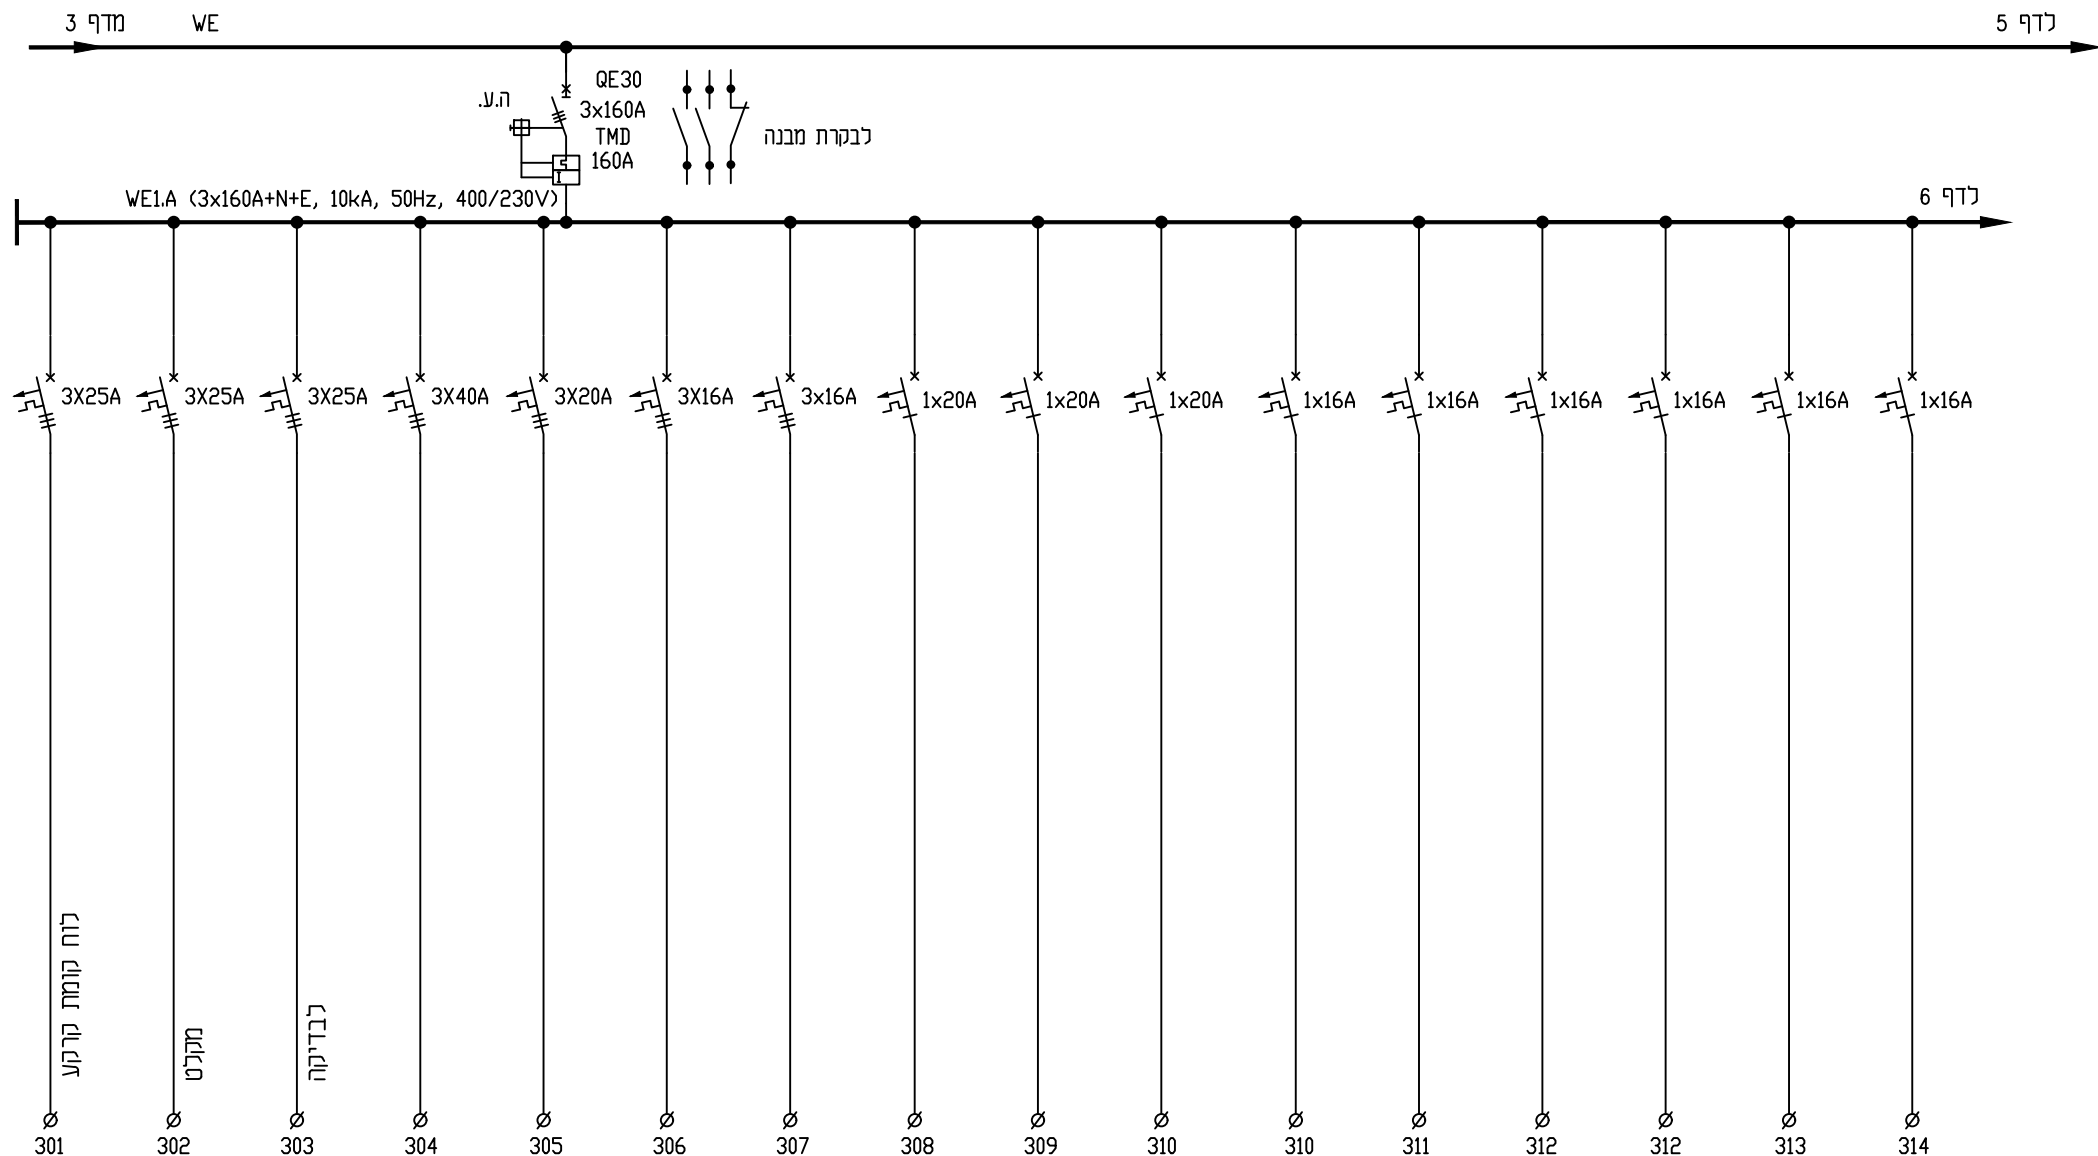 מדף 3
WE
לדף 5
QE30
3x160A
TMD
160A
ה.ע.
לבקרת מבנה
WE1.A (3x160A+N+E, 10kA, 50Hz, 400/230V)
לדף 6
3X25A
3X25A
3X25A
3X40A
3X20A
3X16A
3x16A
1x20A
1x20A
1x20A
1x16A
1x16A
1x16A
1x16A
1x16A
1x16A
לוח קומת קרקע
מקלט
לבדיקה
301
302
303
304
305
306
307
308
309
310
310
311
312
312
313
314